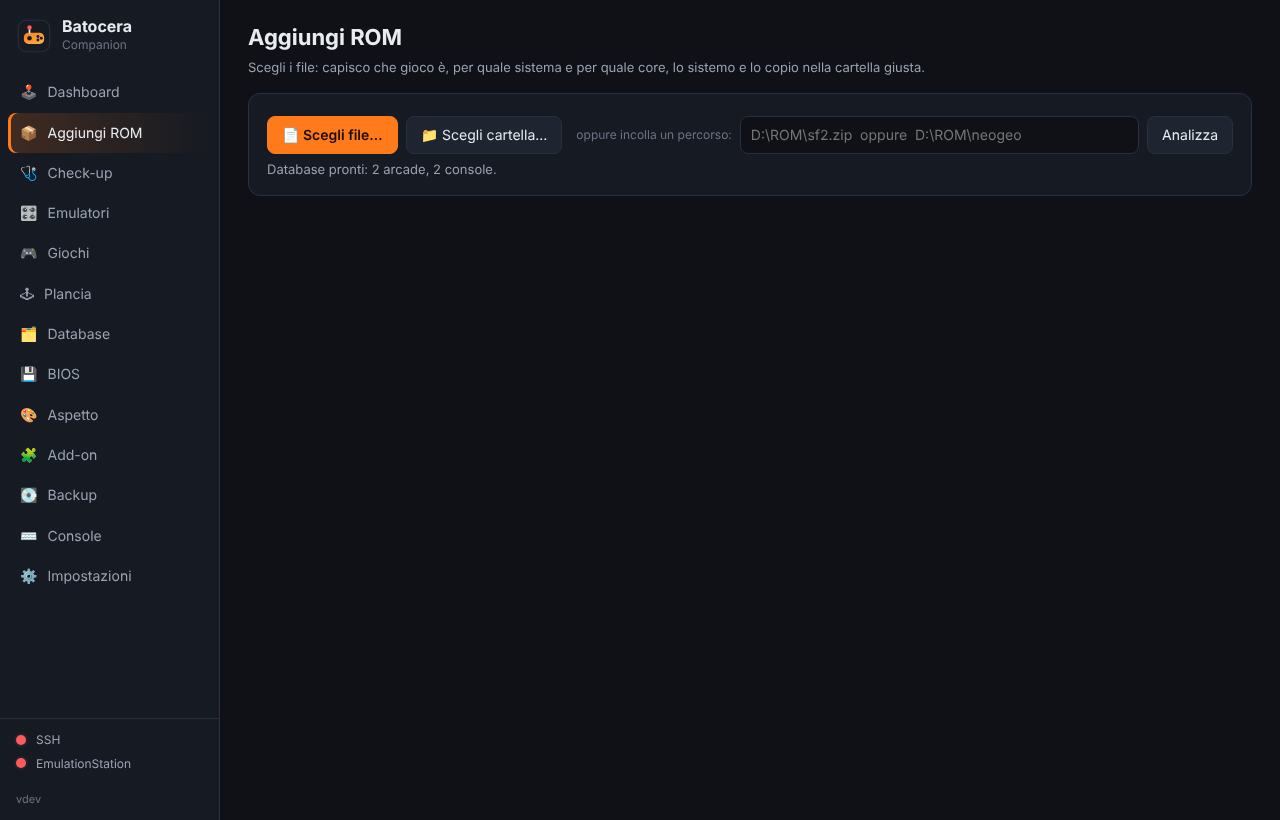 Batocera
Companion
Dashboard
Aggiungi ROM
Check-up
Emulatori
Giochi
Plancia
Database
BIOS
Aspetto
Add-on
Backup
Console
Impostazioni
SSH
EmulationStation
vdev
Aggiungi ROM
Scegli i file: capisco che gioco è, per quale sistema e per quale core, lo sistemo e lo copio nella cartella giusta.
Scegli file... Scegli cartella... oppure incolla un percorso: D:\ROM\sf2.zip oppure D:\ROM\neogeo Analizza
Database pronti: 2 arcade, 2 console.